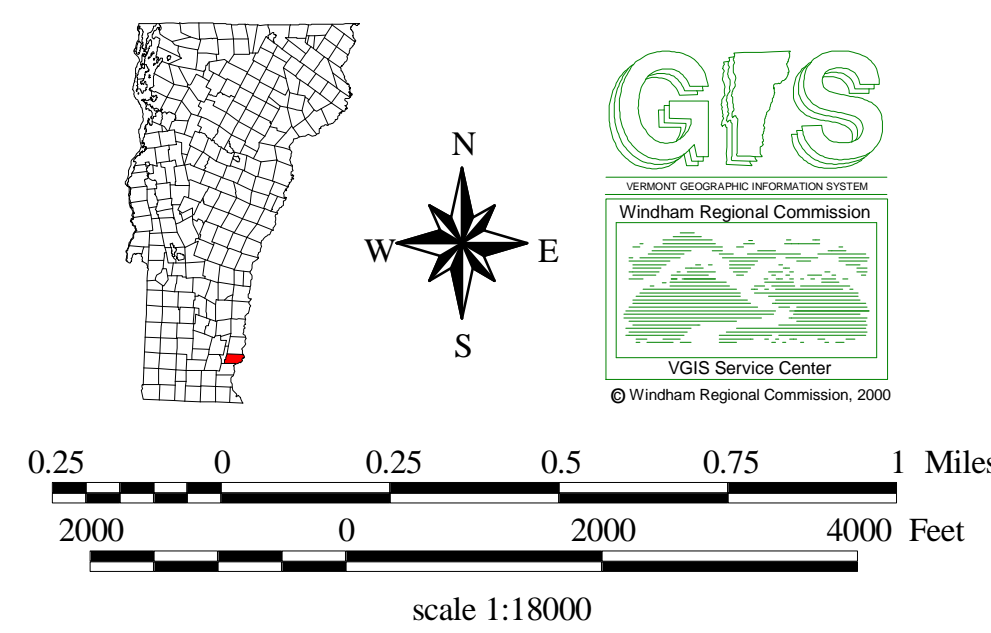 N
W E
S
GIS
VERMONT GEOGRAPHIC INFORMATION SYSTEM
Windham Regional Commission
VGIS Service Center
© Windham Regional Commission, 2000
0.25 0 0.25 0.5 0.75 1 Miles
2000 0 2000 4000 Feet
scale 1:18000